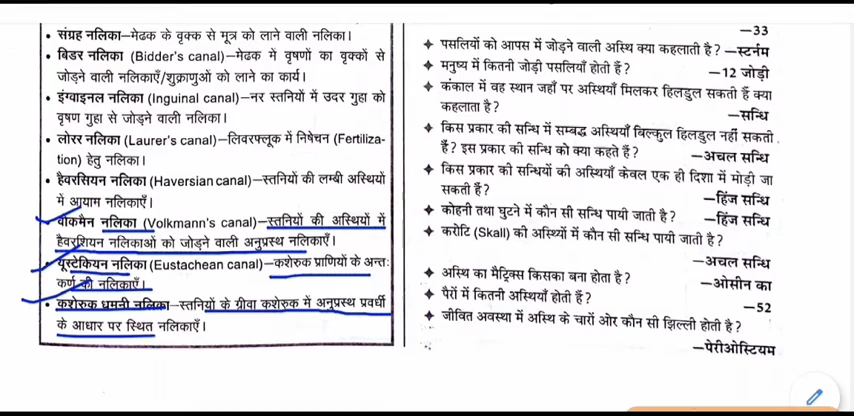 • संग्रह नलिका—मेढक के वृक्क से मूत्र को लाने वाली नलिका।
• बिडर नलिका (Bidder's canal)—मेढक में वृषणों का वृक्कों से
जोड़ने वाली नलिकाएँ/शुक्राणुओं को लाने का कार्य।
• इंग्वाइनल नलिका (Inguinal canal)—नर स्तनियों में उदर गुहा को
वृषण गुहा से जोड़ने वाली नलिका।
• लोरर नलिका (Laurer's canal)—लिवरफ्लूक में निषेचन (Fertiliza-
tion) हेतु नलिका।
• हैवरसियन नलिका (Haversian canal)—स्तनियों की लम्बी अस्थियों
में आयाम नलिकाएँ।
वोकमैन नलिका (Volkmann's canal)—स्तनियों की अस्थियों में
हैवरशियन नलिकाओं को जोड़ने वाली अनुप्रस्थ नलिकाएँ।
यूस्टेकियन नलिका (Eustachean canal)—कशेरुक प्राणियों के अन्तः
कर्ण की नलिकाएँ।
• कशेरुक धमनी नलिका—स्तनियों के ग्रीवा कशेरुक में अनुप्रस्थ प्रवर्धी
के आधार पर स्थित नलिकाएँ।
—33
✦ पसलियों को आपस में जोड़ने वाली अस्थि क्या कहलाती है? —स्टर्नम
✦ मनुष्य में कितनी जोड़ी पसलियाँ होती हैं? —12 जोड़ी
✦ कंकाल में वह स्थान जहाँ पर अस्थियाँ मिलकर हिलडुल सकती हैं क्या
कहलाता है?
—सन्धि
✦ किस प्रकार की सन्धि में सम्बद्ध अस्थियाँ बिल्कुल हिलडुल नहीं सकती
हैं? इस प्रकार की सन्धि को क्या कहते हैं? —अचल सन्धि
✦ किस प्रकार की सन्धियों की अस्थियाँ केवल एक ही दिशा में मोड़ी जा
सकती हैं?
—हिंज सन्धि
✦ कोहनी तथा घुटने में कौन सी सन्धि पायी जाती है? —हिंज सन्धि
✦ करोटि (Skall) की अस्थियों में कौन सी सन्धि पायी जाती है?
—अचल सन्धि
✦ अस्थि का मैट्रिक्स किसका बना होता है? —ओसीन का
✦ पैरों में कितनी अस्थियाँ होती हैं?
—52
✦ जीवित अवस्था में अस्थि के चारों ओर कौन सी झिल्ली होती है?
—पेरीओस्टियम